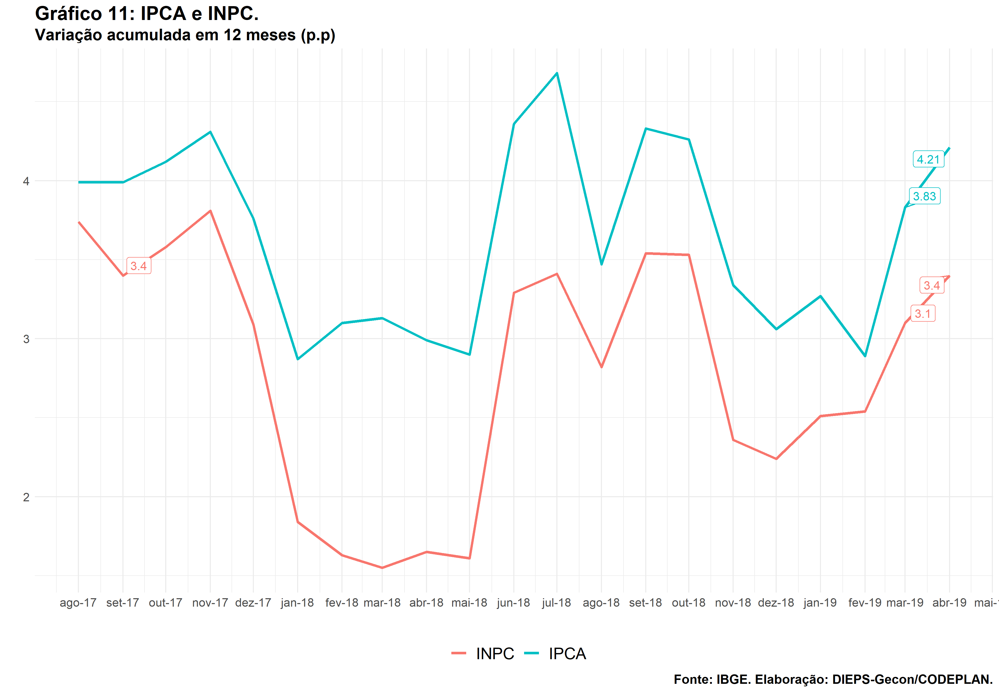 Gráfico 11: IPCA e INPC.
Variação acumulada em 12 meses (p.p)
4.21
4
3.83
3.4
3.4
3.1
3
2
ago-17 set-17 out-17 nov-17 dez-17 jan-18 fev-18 mar-18 abr-18 mai-18 jun-18 jul-18 ago-18 set-18 out-18 nov-18 dez-18 jan-19 fev-19 mar-19 abr-19 mai-
INPC IPCA
Fonte: IBGE. Elaboração: DIEPS-Gecon/CODEPLAN.